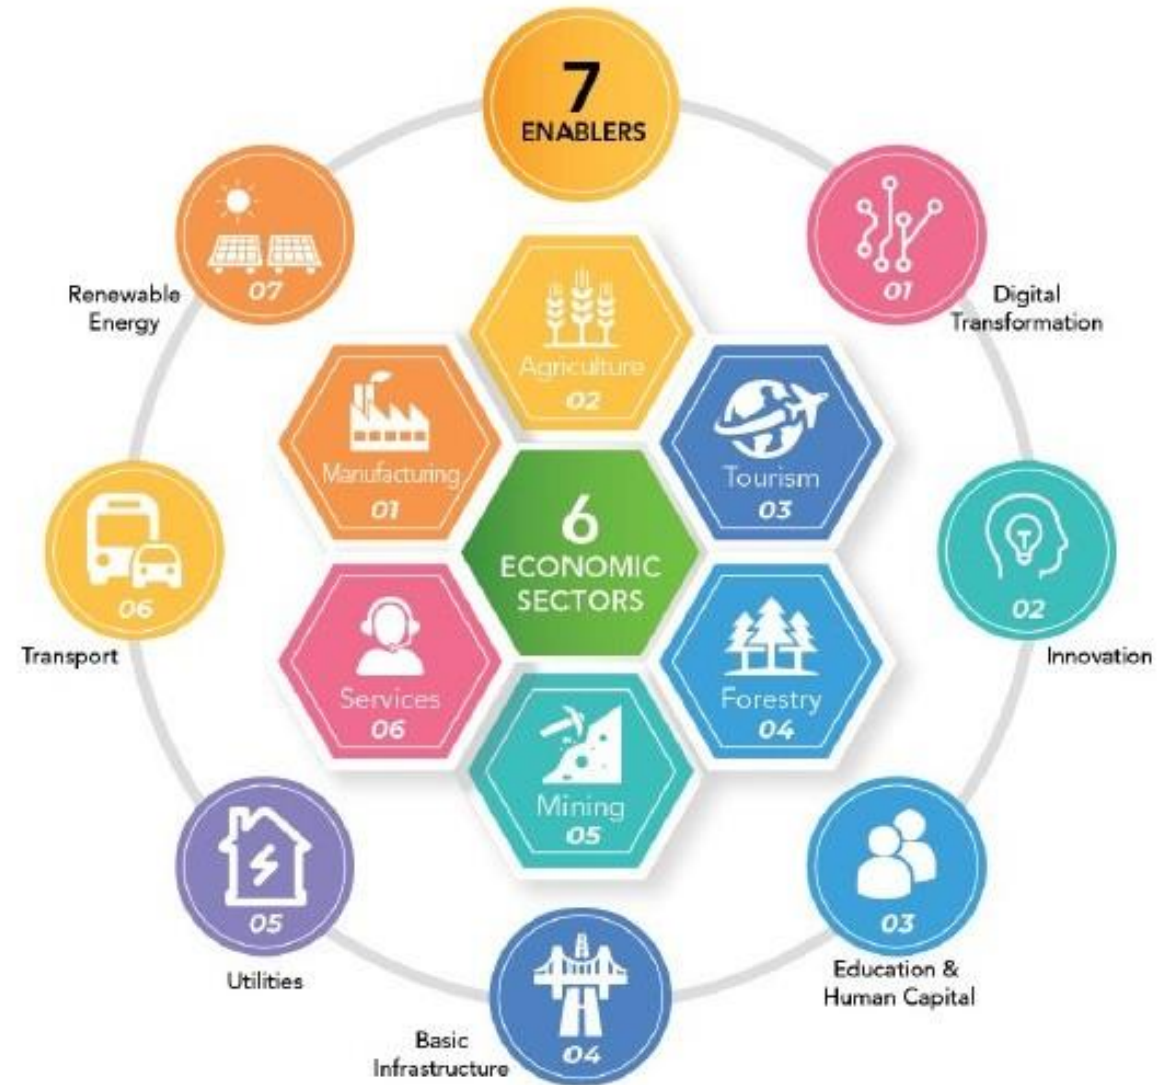 7
ENABLERS
01
Digital
Transformation
02
Innovation
03
Education &
Human Capital
04
Basic
Infrastructure
05
Utilities
06
Transport
07
Renewable
Energy
6
ECONOMIC
SECTORS
Manufacturing
01
Agriculture
02
Tourism
03
Forestry
04
Mining
05
Services
06